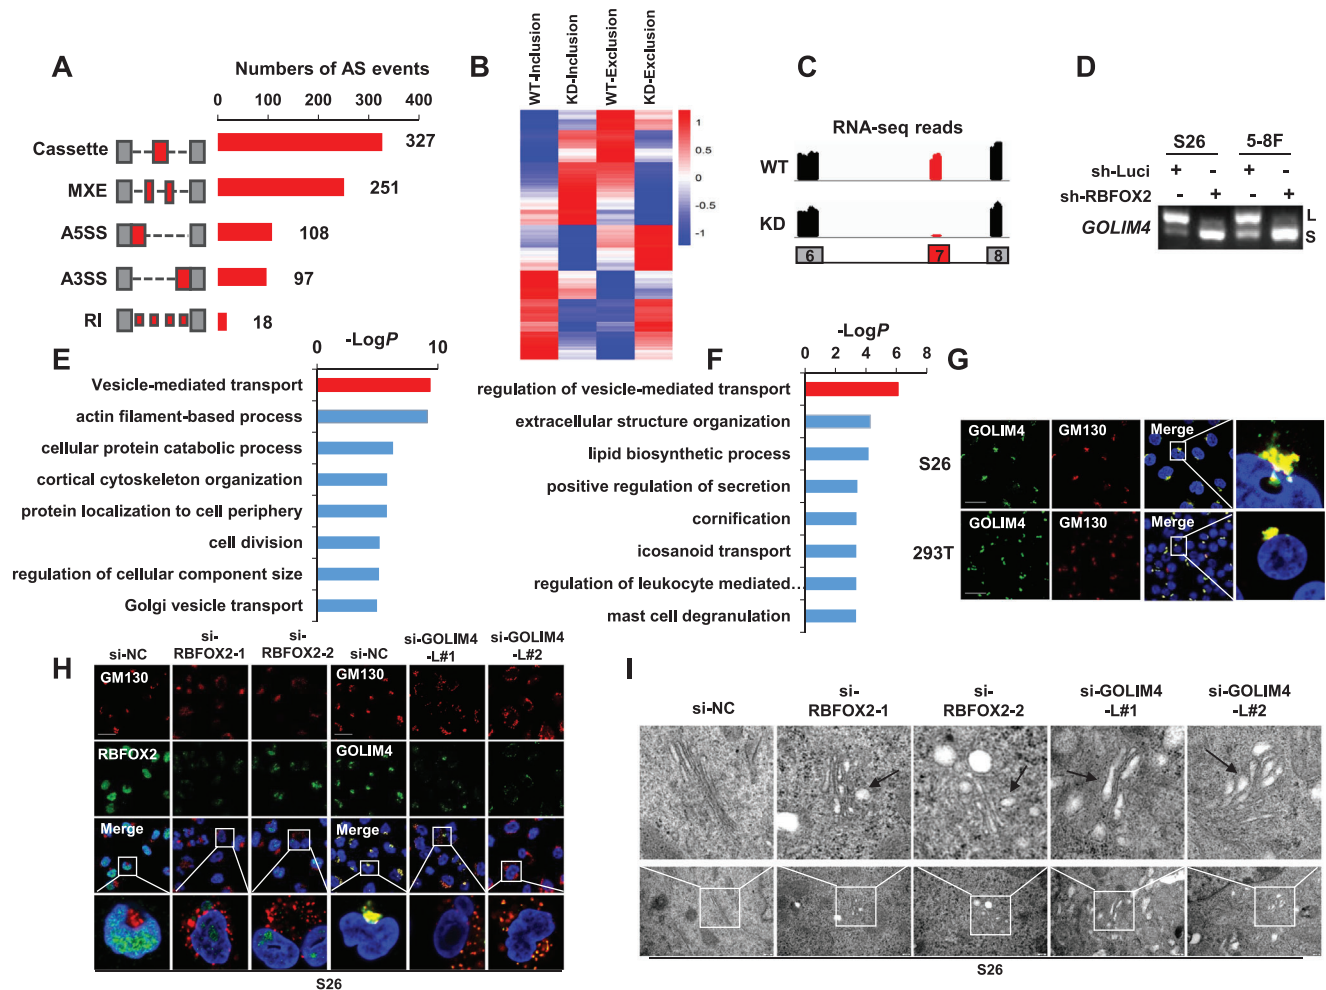 A
Numbers of AS events
0 100 200 300 400
Cassette 327
MXE 251
A5SS 108
A3SS 97
RI 18
B
WT-Inclusion
KD-Inclusion
WT-Exclusion
KD-Exclusion
1
0.5
0
-0.5
-1
C
RNA-seq reads
WT
KD
6 7 8
D
S26 5-8F
sh-Luci + - + -
sh-RBFOX2 - + - +
GOLIM4 L
S
E
-LogP
0 10
Vesicle-mediated transport
actin filament-based process
cellular protein catabolic process
cortical cytoskeleton organization
protein localization to cell periphery
cell division
regulation of cellular component size
Golgi vesicle transport
F
-LogP
0 2 4 6 8
regulation of vesicle-mediated transport
extracellular structure organization
lipid biosynthetic process
positive regulation of secretion
cornification
icosanoid transport
regulation of leukocyte mediated...
mast cell degranulation
G
GOLIM4 GM130 Merge
S26
GOLIM4 GM130 Merge
293T
H
si-NC si-RBFOX2-1 si-RBFOX2-2 si-NC si-GOLIM4-L#1 si-GOLIM4-L#2
GM130 GM130
RBFOX2 GOLIM4
Merge Merge
S26
I
si-NC si-RBFOX2-1 si-RBFOX2-2 si-GOLIM4-L#1 si-GOLIM4-L#2
S26